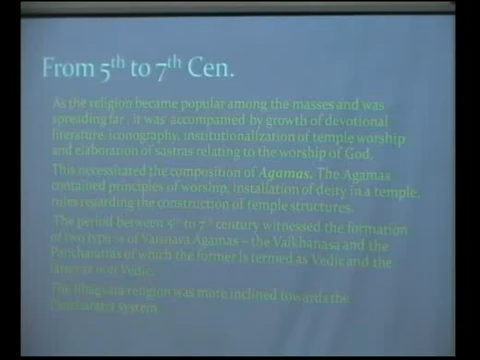 From 5th to 7th Cen.
As the religion became popular among the masses and was
spreading far , it was accompanied by growth of devotional
literature, iconography, institutionalization of temple worship
and elaboration of sastras relating to the worship of God.
This necessitated the composition of Agamas. The Agamas
contained principles of worship, installation of deity in a temple,
rules regarding the construction of temple structures.
The period between 5th to 7th century witnessed the formation
of two types of Vaisnava Agamas – the Vaikhanasa and the
Pancharatras of which the former is termed as Vedic and the
later as non Vedic.
The bhagvata religion was more inclined towards the
Pancharatra system.